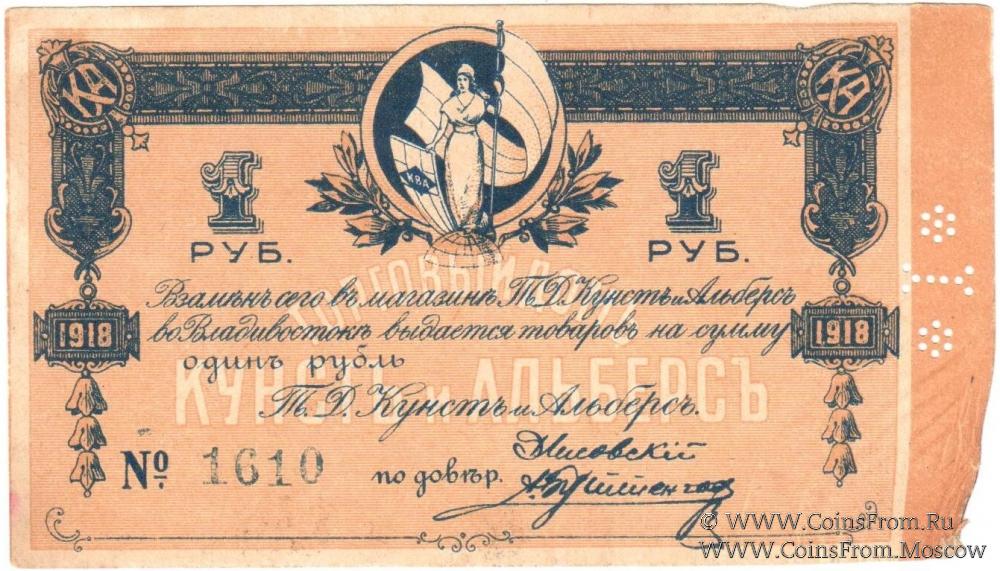 КА
КА
КВА
1 1
РУБ. РУБ.
ТОРГОВЫЙ ДОМЪ
Взамѣнъ сего въ магазинѣ Т.Д. Кунстъ и Альберсъ
во Владивостокѣ выдается товаровъ на сумму
1918 1918
одинъ рубль
КУНСТЪ и АЛЬБЕРСЪ
Т.Д. Кунстъ и Альберсъ.
№ 1610 по довѣр.
1
© WWW.CoinsFrom.Ru
WWW.CoinsFrom.Moscow